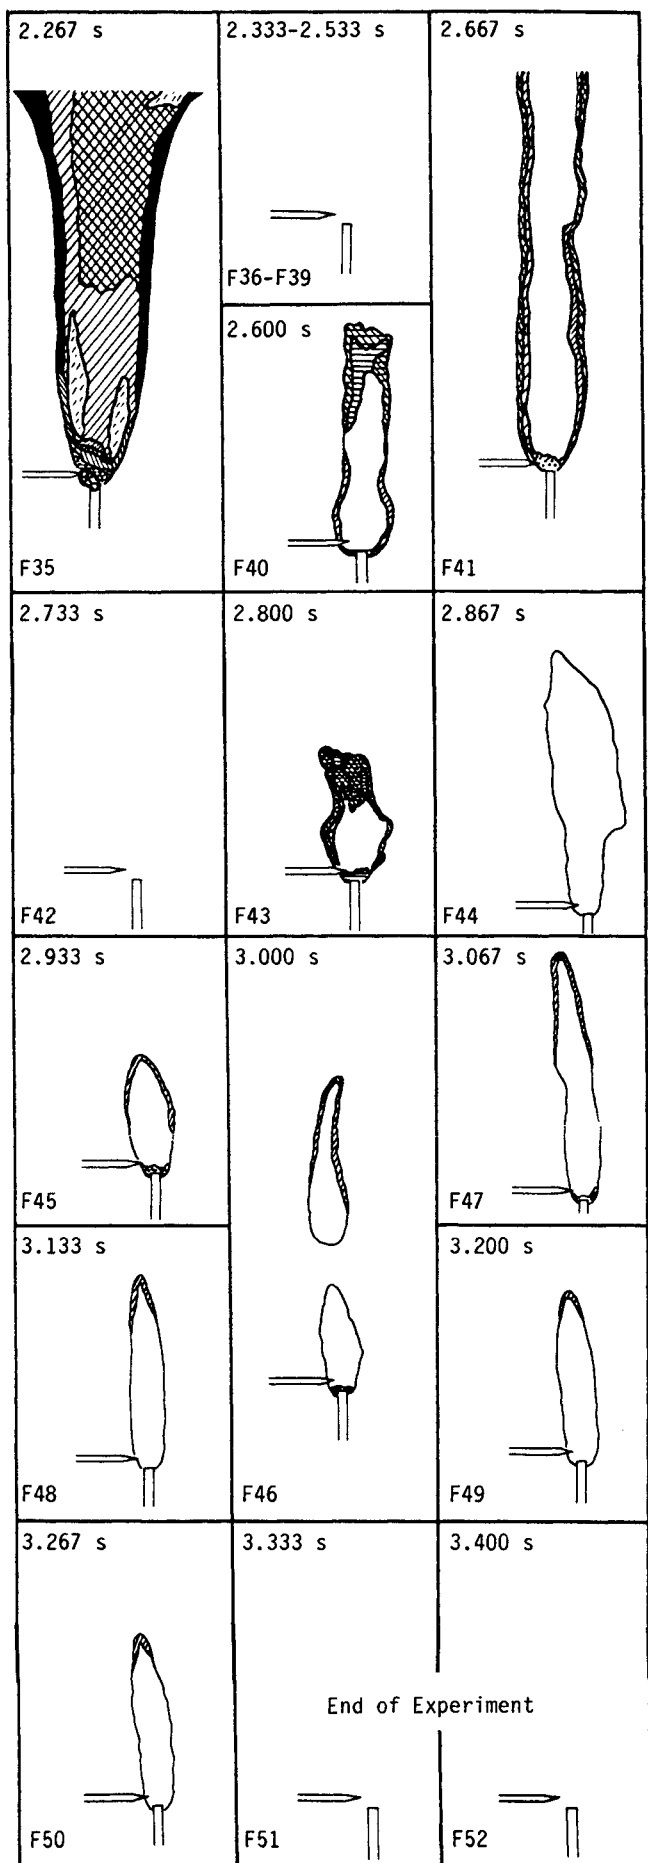 2.267 s
F35
2.333-2.533 s
F36-F39
2.600 s
F40
2.667 s
F41
2.733 s
F42
2.800 s
F43
2.867 s
F44
2.933 s
F45
3.000 s
F46
3.067 s
F47
3.133 s
F48
3.200 s
F49
3.267 s
F50
3.333 s
F51
3.400 s
F52
End of Experiment